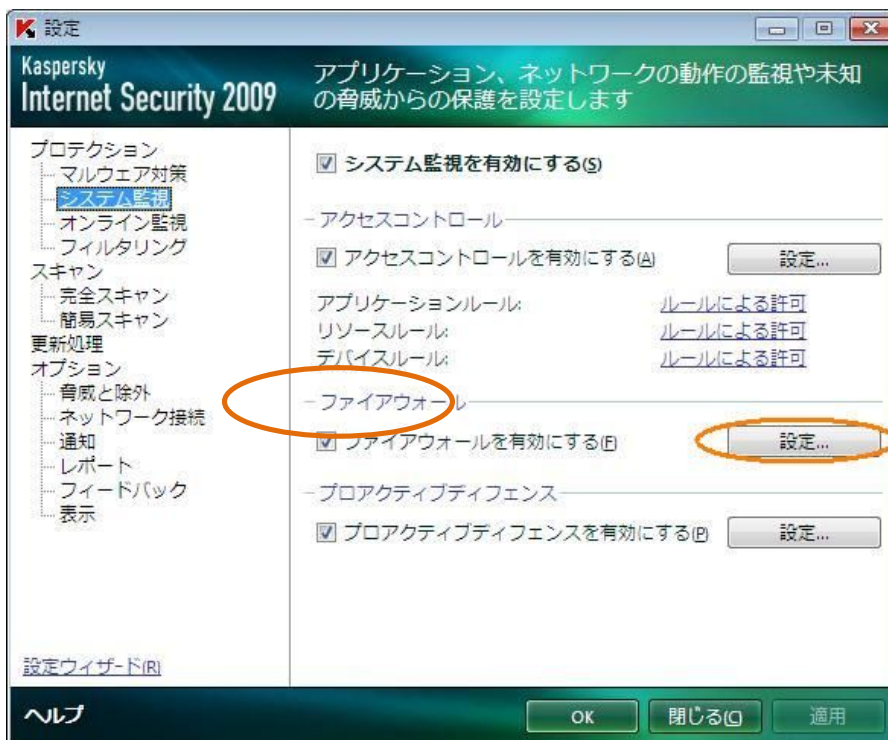 設定
Kaspersky
Internet Security 2009
アプリケーション、ネットワークの動作の監視や未知
の脅威からの保護を設定します
プロテクション
マルウェア対策
システム監視
オンライン監視
フィルタリング
スキャン
完全スキャン
簡易スキャン
更新処理
オプション
脅威と除外
ネットワーク接続
通知
レポート
フィードバック
表示
設定ウィザード(R)
システム監視を有効にする(S)
アクセスコントロール
アクセスコントロールを有効にする(A)
設定...
アプリケーションルール:
ルールによる許可
リソースルール:
ルールによる許可
デバイスルール:
ルールによる許可
ファイアウォール
ファイアウォールを有効にする(F)
設定...
プロアクティブディフェンス
プロアクティブディフェンスを有効にする(P)
設定...
ヘルプ
OK
閉じる(C)
適用